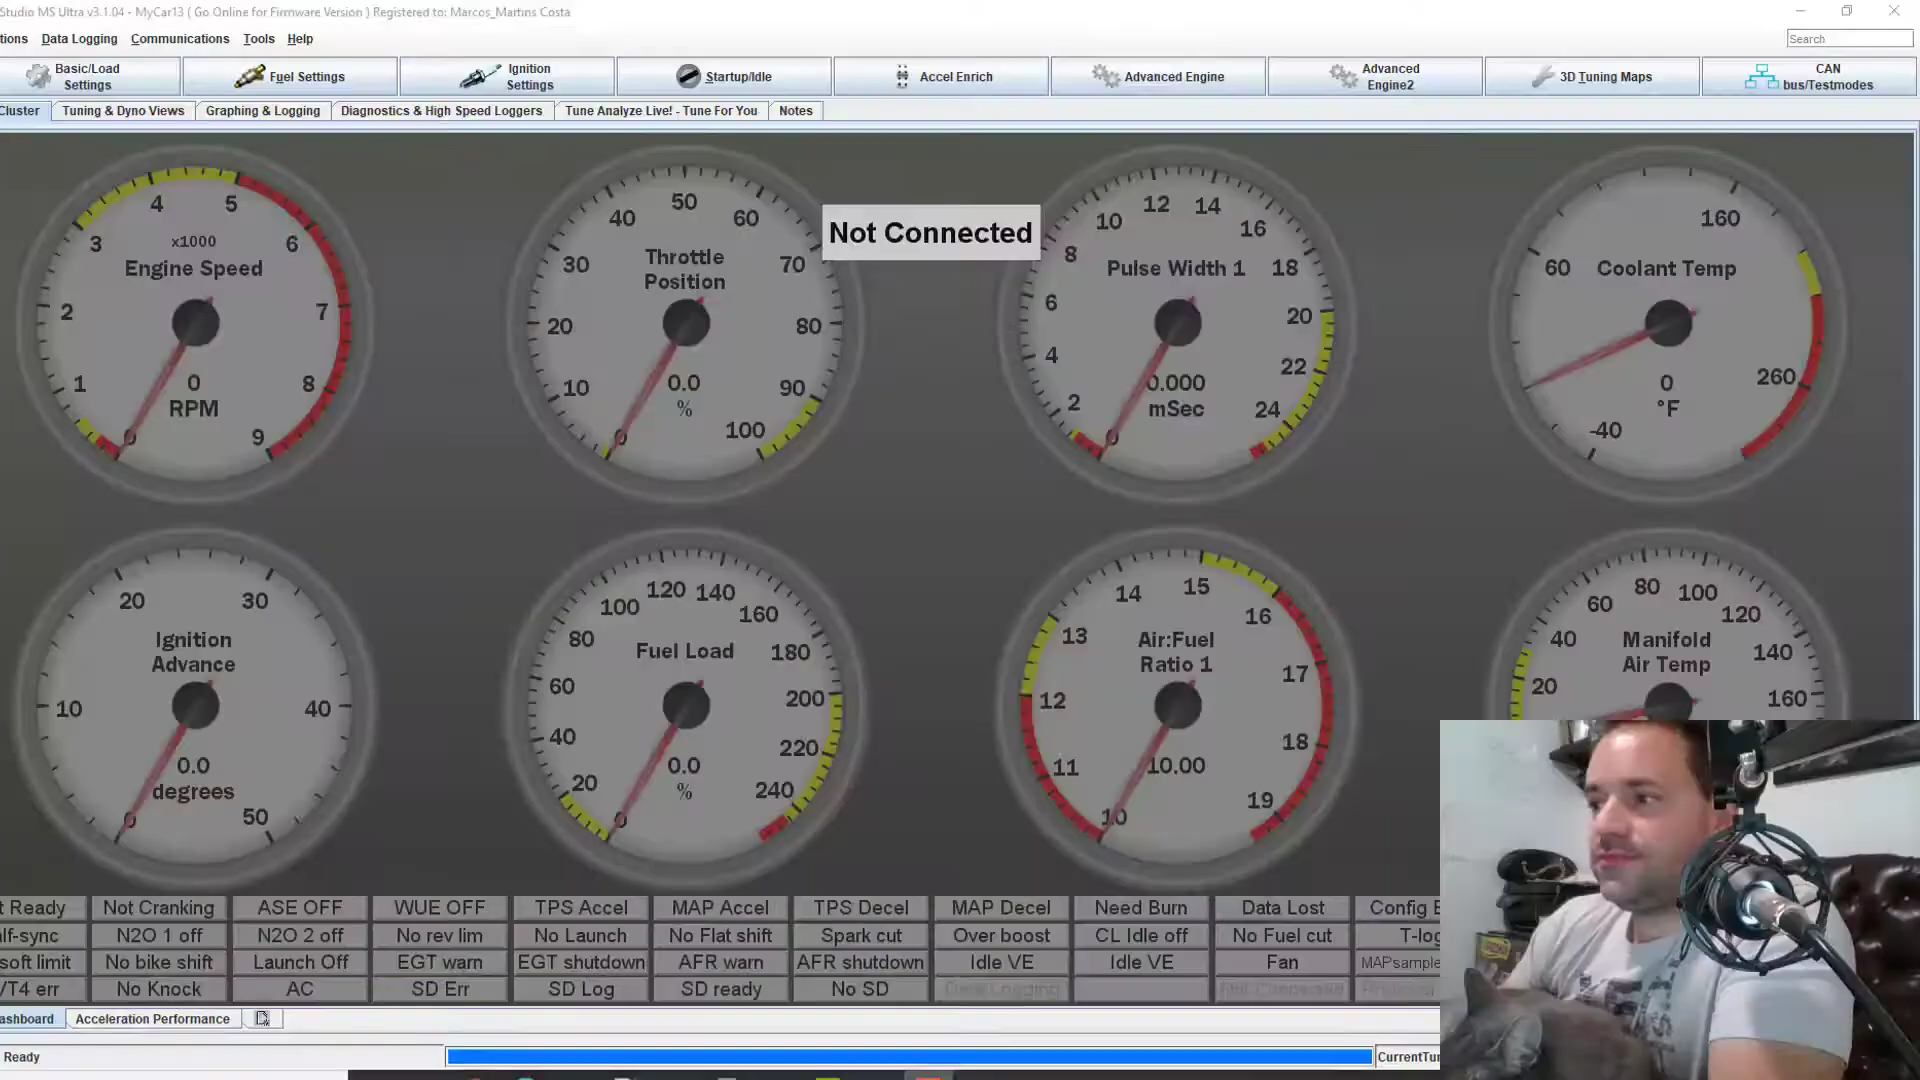 Studio MS Ultra v3.1.04 - MyCar13 ( Go Online for Firmware Version ) Registered to: Marcos_Martins Costa
tions Data Logging Communications Tools Help Search
Basic/Load Settings Fuel Settings Ignition Settings Startup/Idle Accel Enrich Advanced Engine Advanced Engine2 3D Tuning Maps CAN bus/Testmodes
Cluster Tuning & Dyno Views Graphing & Logging Diagnostics & High Speed Loggers Tune Analyze Live! - Tune For You Notes
0 1 2 3 4 5 6 7 8 9
x1000
Engine Speed
0
RPM
0 10 20 30 40 50 60 70 80 90 100
Throttle
Position
0.0
%
Not Connected
0 2 4 6 8 10 12 14 16 18 20 22 24
Pulse Width 1
0.000
mSec
-40 60 160 260
Coolant Temp
0
°F
0 10 20 30 40 50
Ignition
Advance
0.0
degrees
0 20 40 60 80 100 120 140 160 180 200 220 240
Fuel Load
0.0
%
10 11 12 13 14 15 16 17 18 19
Air:Fuel
Ratio 1
10.00
20 40 60 80 100 120 140 160
Manifold
Air Temp
t Ready Not Cranking ASE OFF WUE OFF TPS Accel MAP Accel TPS Decel MAP Decel Need Burn Data Lost Config E
alf-sync N2O 1 off N2O 2 off No rev lim No Launch No Flat shift Spark cut Over boost CL Idle off No Fuel cut T-log
soft limit No bike shift Launch Off EGT warn EGT shutdown AFR warn AFR shutdown Idle VE Idle VE Fan MAPsample
/T4 err No Knock AC SD Err SD Log SD ready No SD Data Logging
ashboard Acceleration Performance
Ready CurrentTun